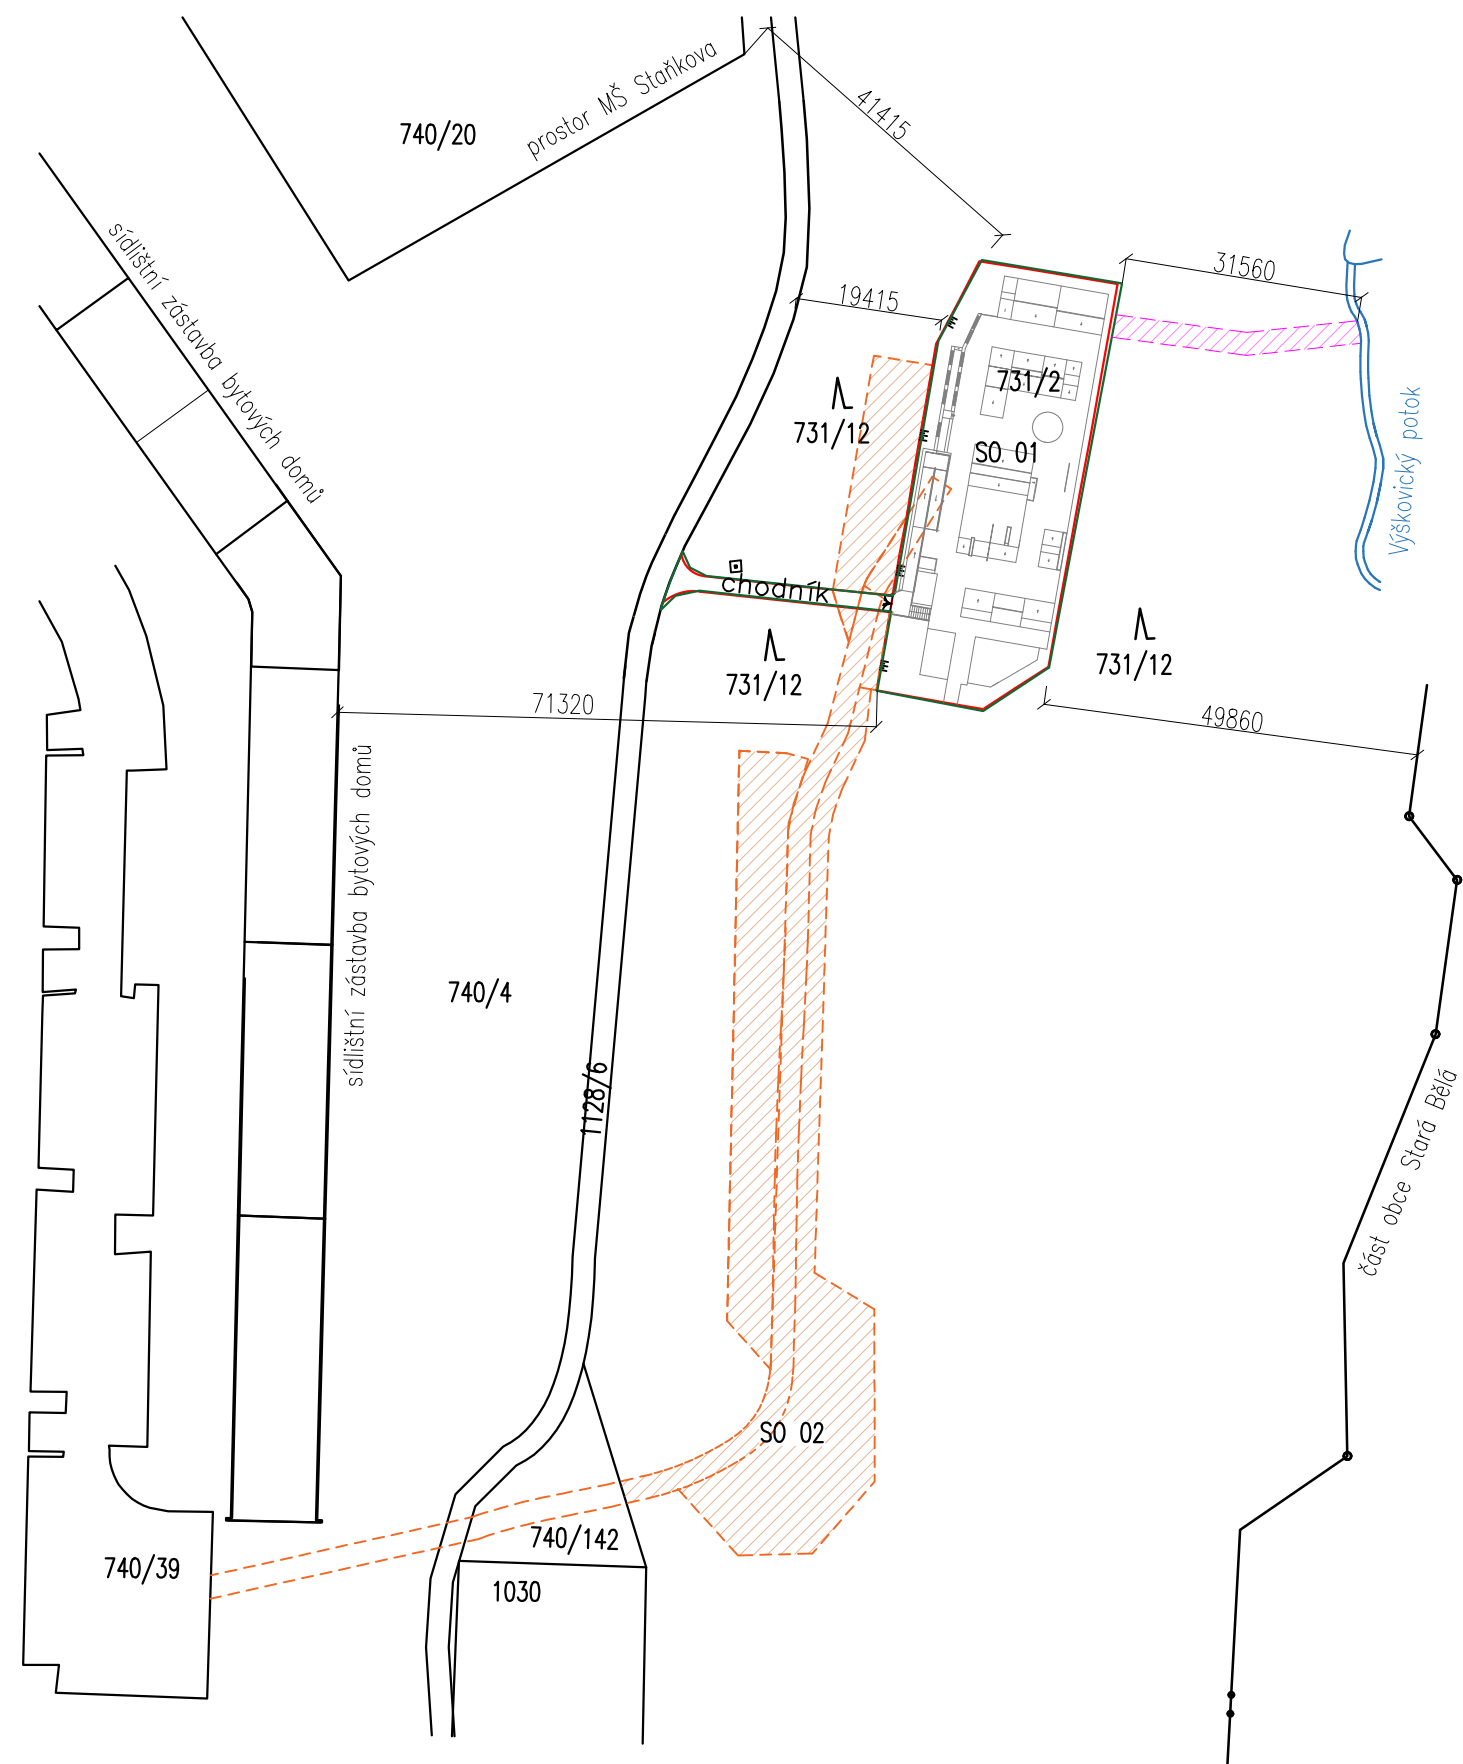 prostor MŠ Staňkova
740/20
41415
sídlištní zástavba bytových domů
31560
19415
731/2
731/12
SO 01
Výškovický potok
chodník
731/12
731/12
71320
49860
sídlištní zástavba bytových domů
740/4
1128/6
část obce Stará Bělá
SO 02
740/142
740/39
1030